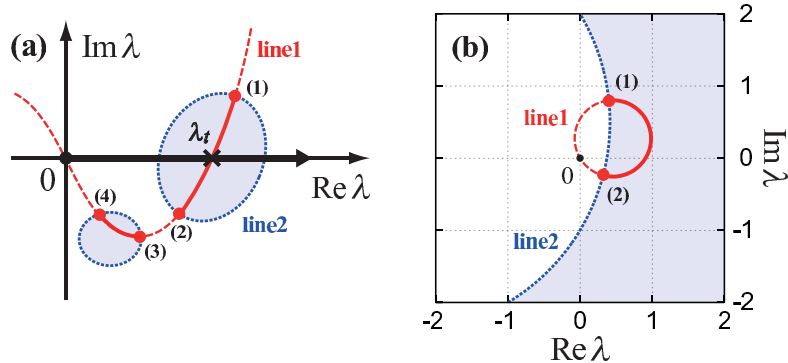 (a)
Im λ
line1
(1)
λt
0
Re λ
(4)
(3)
(2)
line2
(b)
2
(1)
1
line1
0
0
Im λ
(2)
line2
-1
-2
-2
-1
0
1
2
Re λ